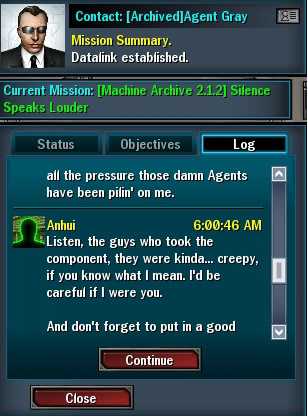 Contact: [Archived]Agent Gray
Mission Summary.
Datalink established.
Current Mission: [Machine Archive 2.1.2] Silence
Speaks Louder
Status
Objectives
Log
all the pressure those damn Agents
have been pilin' on me.
Anhui 6:00:46 AM
Listen, the guys who took the
component, they were kinda... creepy,
if you know what I mean. I'd be
careful if I were you.
And don't forget to put in a good
Continue
Close